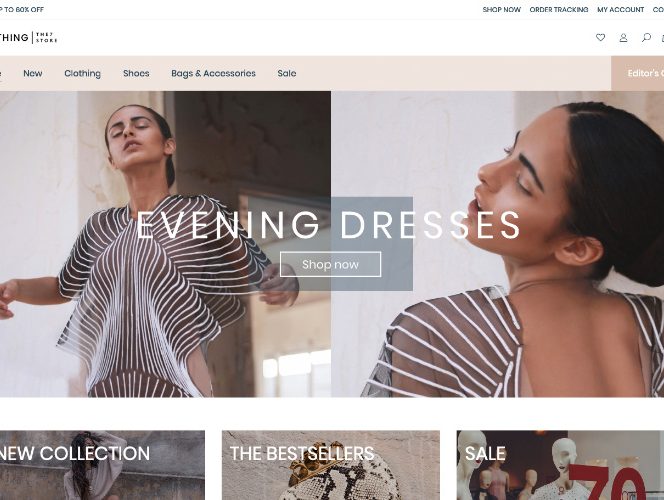 P TO 60% OFF
SHOP NOW ORDER TRACKING MY ACCOUNT CO
THING THE7 STORE
e New Clothing Shoes Bags & Accessories Sale Editor's
EVENING DRESSES
Shop now
NEW COLLECTION
THE BESTSELLERS
SALE
70